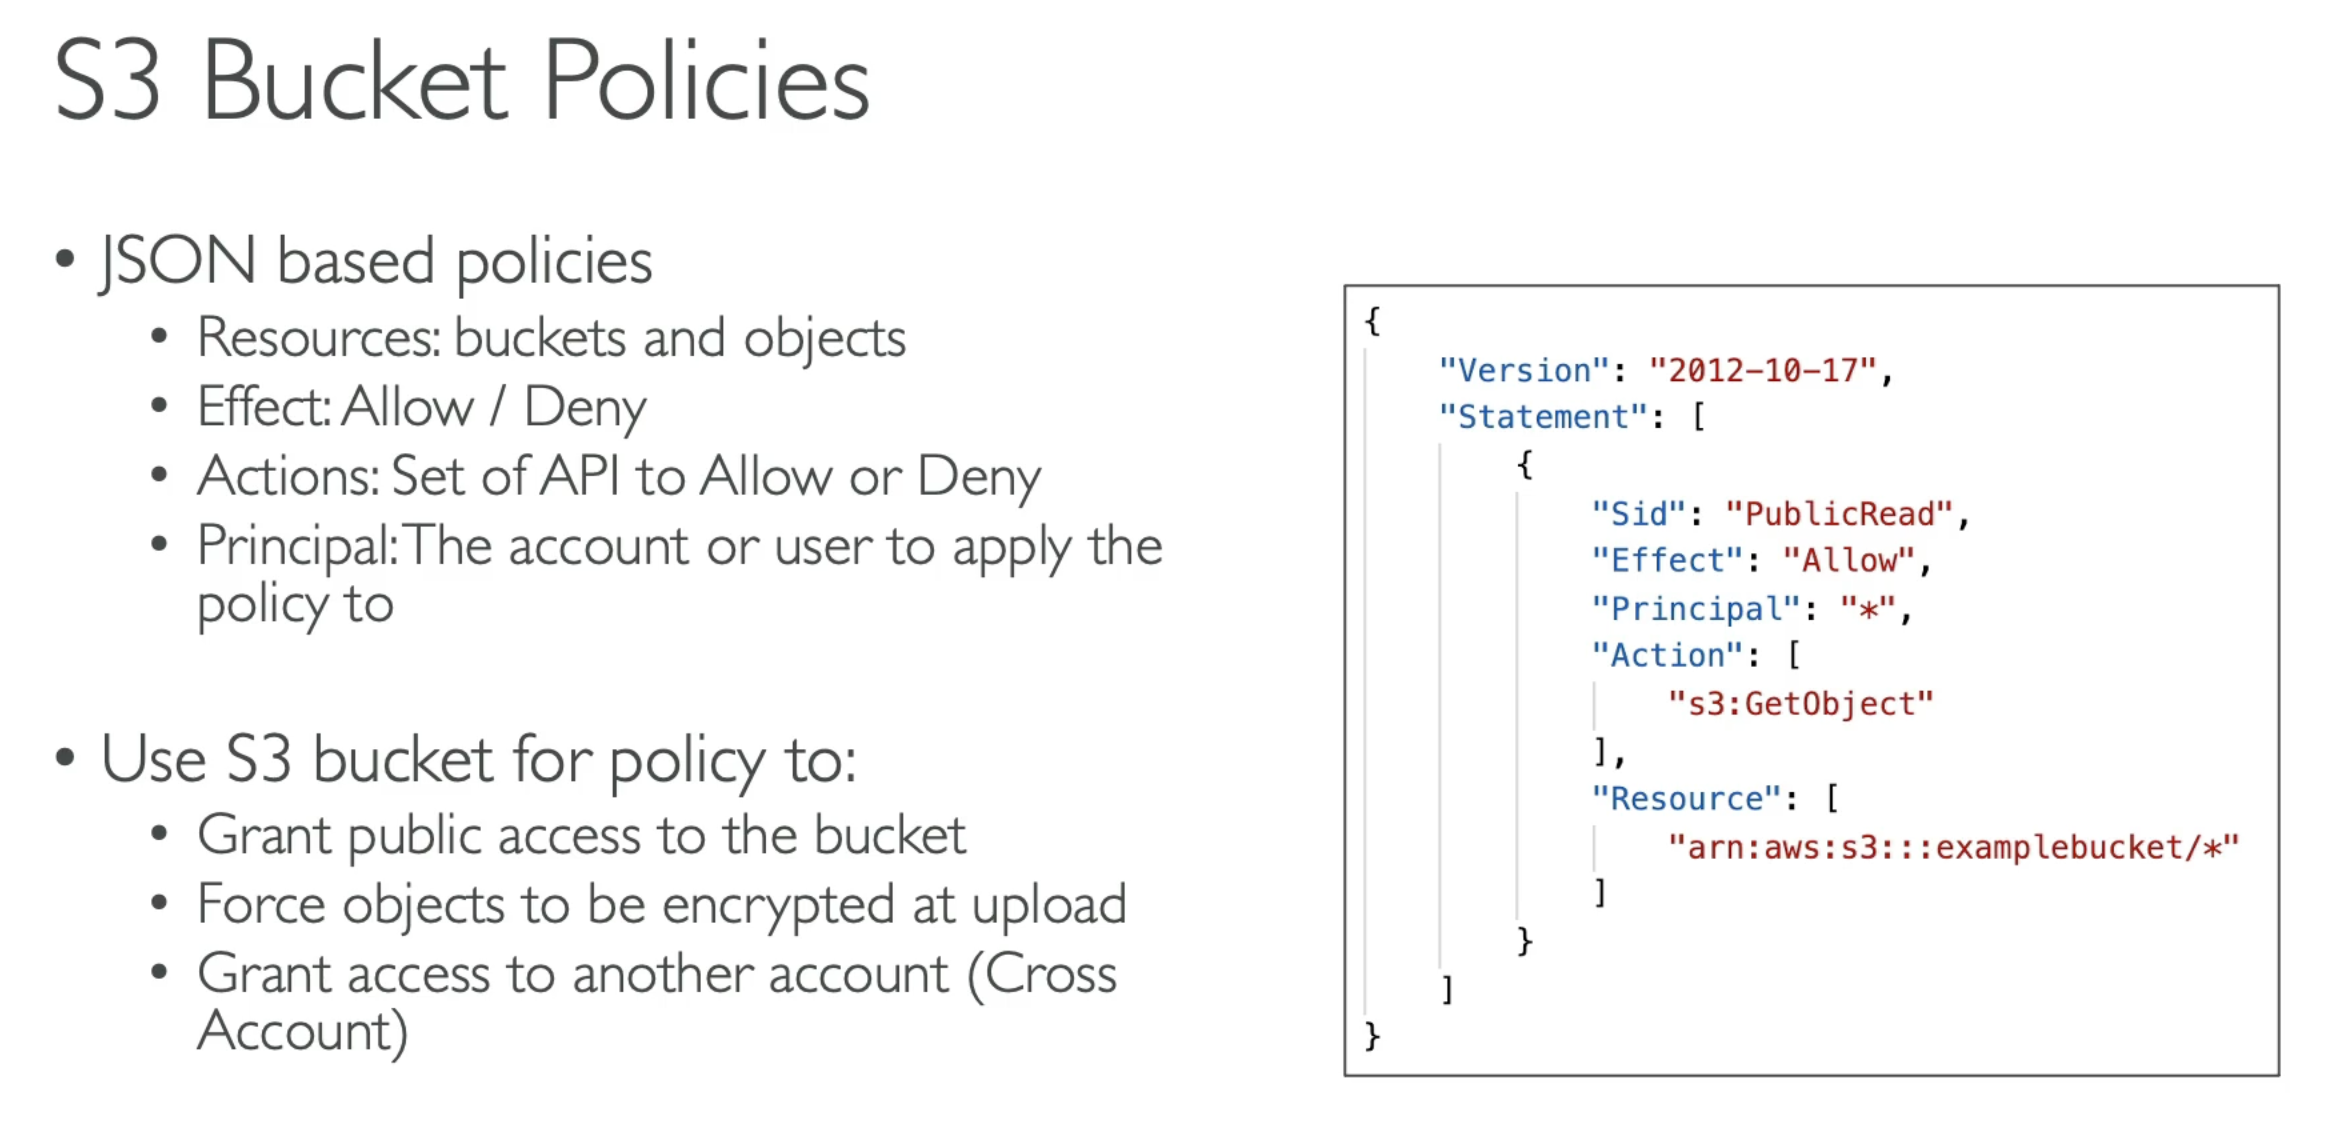 S3 Bucket Policies
• JSON based policies
• Resources: buckets and objects
• Effect: Allow / Deny
• Actions: Set of API to Allow or Deny
• Principal: The account or user to apply the
policy to
• Use S3 bucket for policy to:
• Grant public access to the bucket
• Force objects to be encrypted at upload
• Grant access to another account (Cross
Account)
{
    "Version": "2012-10-17",
    "Statement": [
        {
            "Sid": "PublicRead",
            "Effect": "Allow",
            "Principal": "*",
            "Action": [
                "s3:GetObject"
            ],
            "Resource": [
                "arn:aws:s3:::examplebucket/*"
            ]
        }
    ]
}